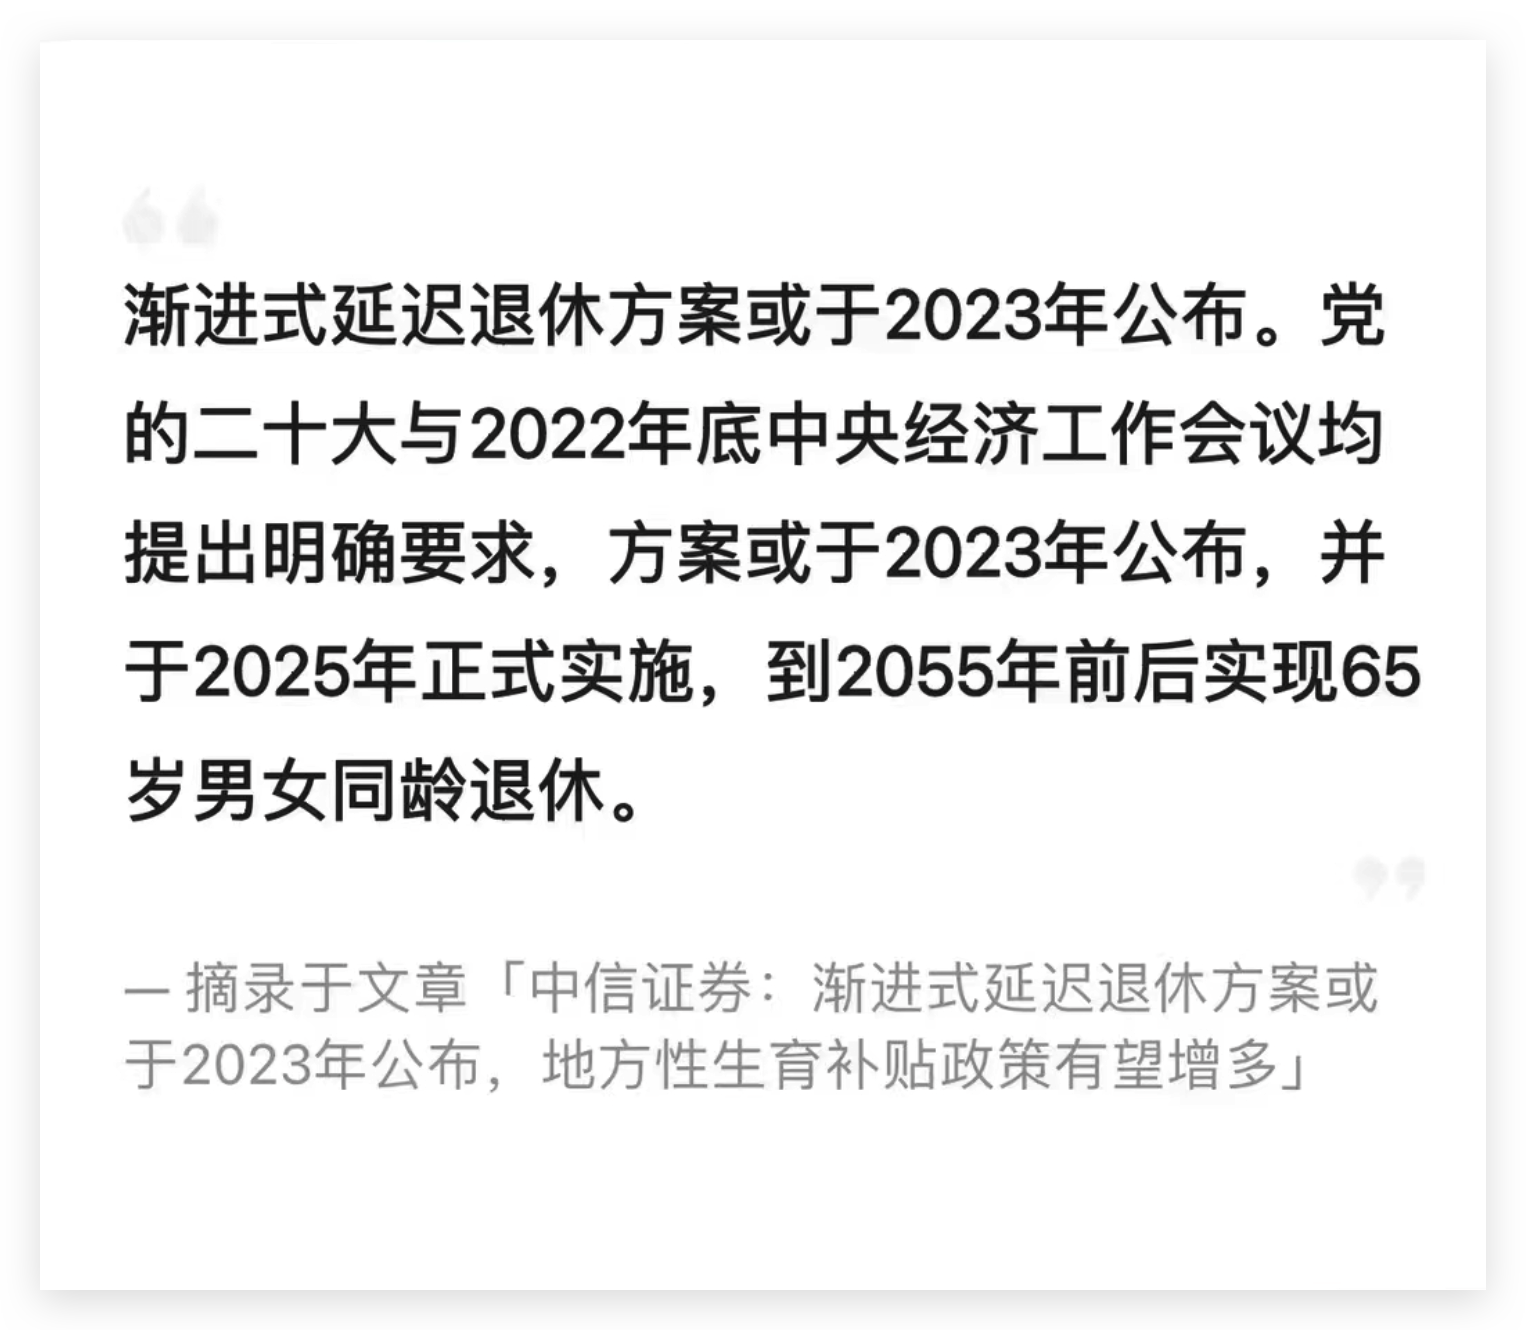 渐进式延迟退休方案或于2023年公布。党
的二十大与2022年底中央经济工作会议均
提出明确要求，方案或于2023年公布，并
于2025年正式实施，到2055年前后实现65
岁男女同龄退休。
— 摘录于文章「中信证券：渐进式延迟退休方案或
于2023年公布，地方性生育补贴政策有望增多」